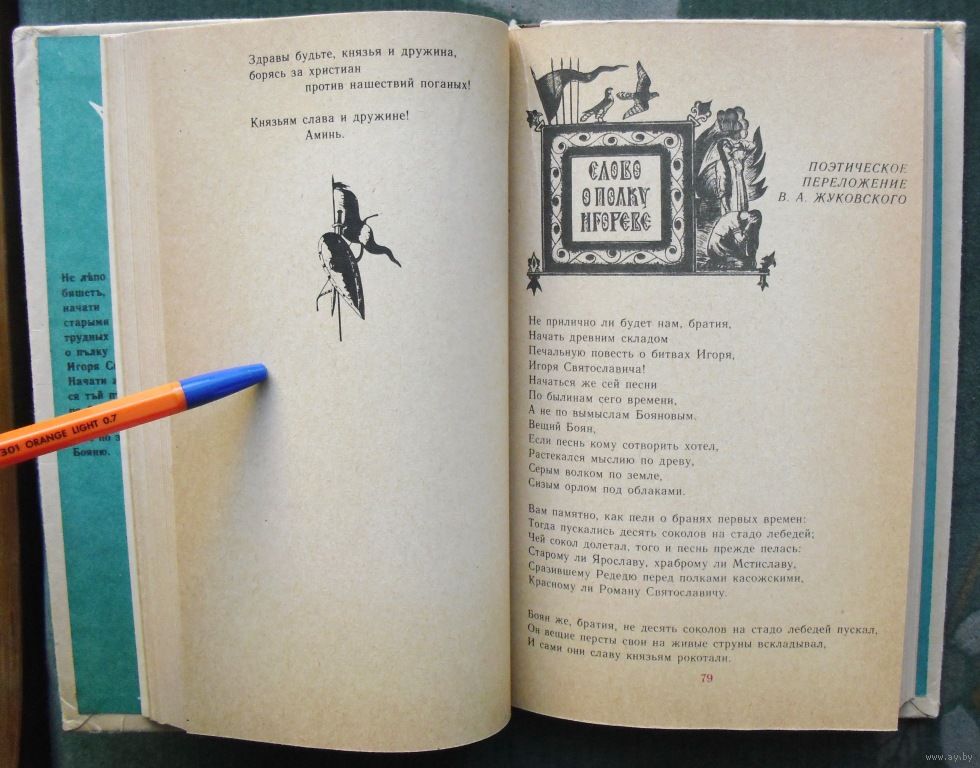 Здравы будьте, князья и дружина,
борясь за христиан
против нашествий поганых!
Князьям слава и дружине!
Аминь.
Не лѣпо
бяшетъ,
начати
старыми
трудных
о пълку
Игоря
Начати
ся тъй
Бояню.
301 ORANGE LIGHT 0.7
СЛОВО
О ПОЛКУ
ИГОРЕВЕ
ПОЭТИЧЕСКОЕ
ПЕРЕЛОЖЕНИЕ
В. А. ЖУКОВСКОГО
Не прилично ли будет нам, братия,
Начать древним складом
Печальную повесть о битвах Игоря,
Игоря Святославича!
Начаться же сей песни
По былинам сего времени,
А не по вымыслам Бояновым.
Вещий Боян,
Если песнь кому сотворить хотел,
Растекался мыслию по древу,
Серым волком по земле,
Сизым орлом под облаками.
Вам памятно, как пели о бранях первых времен:
Тогда пускались десять соколов на стадо лебедей;
Чей сокол долетал, того и песнь прежде пелась:
Старому ли Ярославу, храброму ли Мстиславу,
Сразившему Редедю перед полками касожскими,
Красному ли Роману Святославичу.
Боян же, братия, не десять соколов на стадо лебедей пускал,
Он вещие персты свои на живые струны вскладывал,
И сами они славу князьям рокотали.
79
www.ay.by